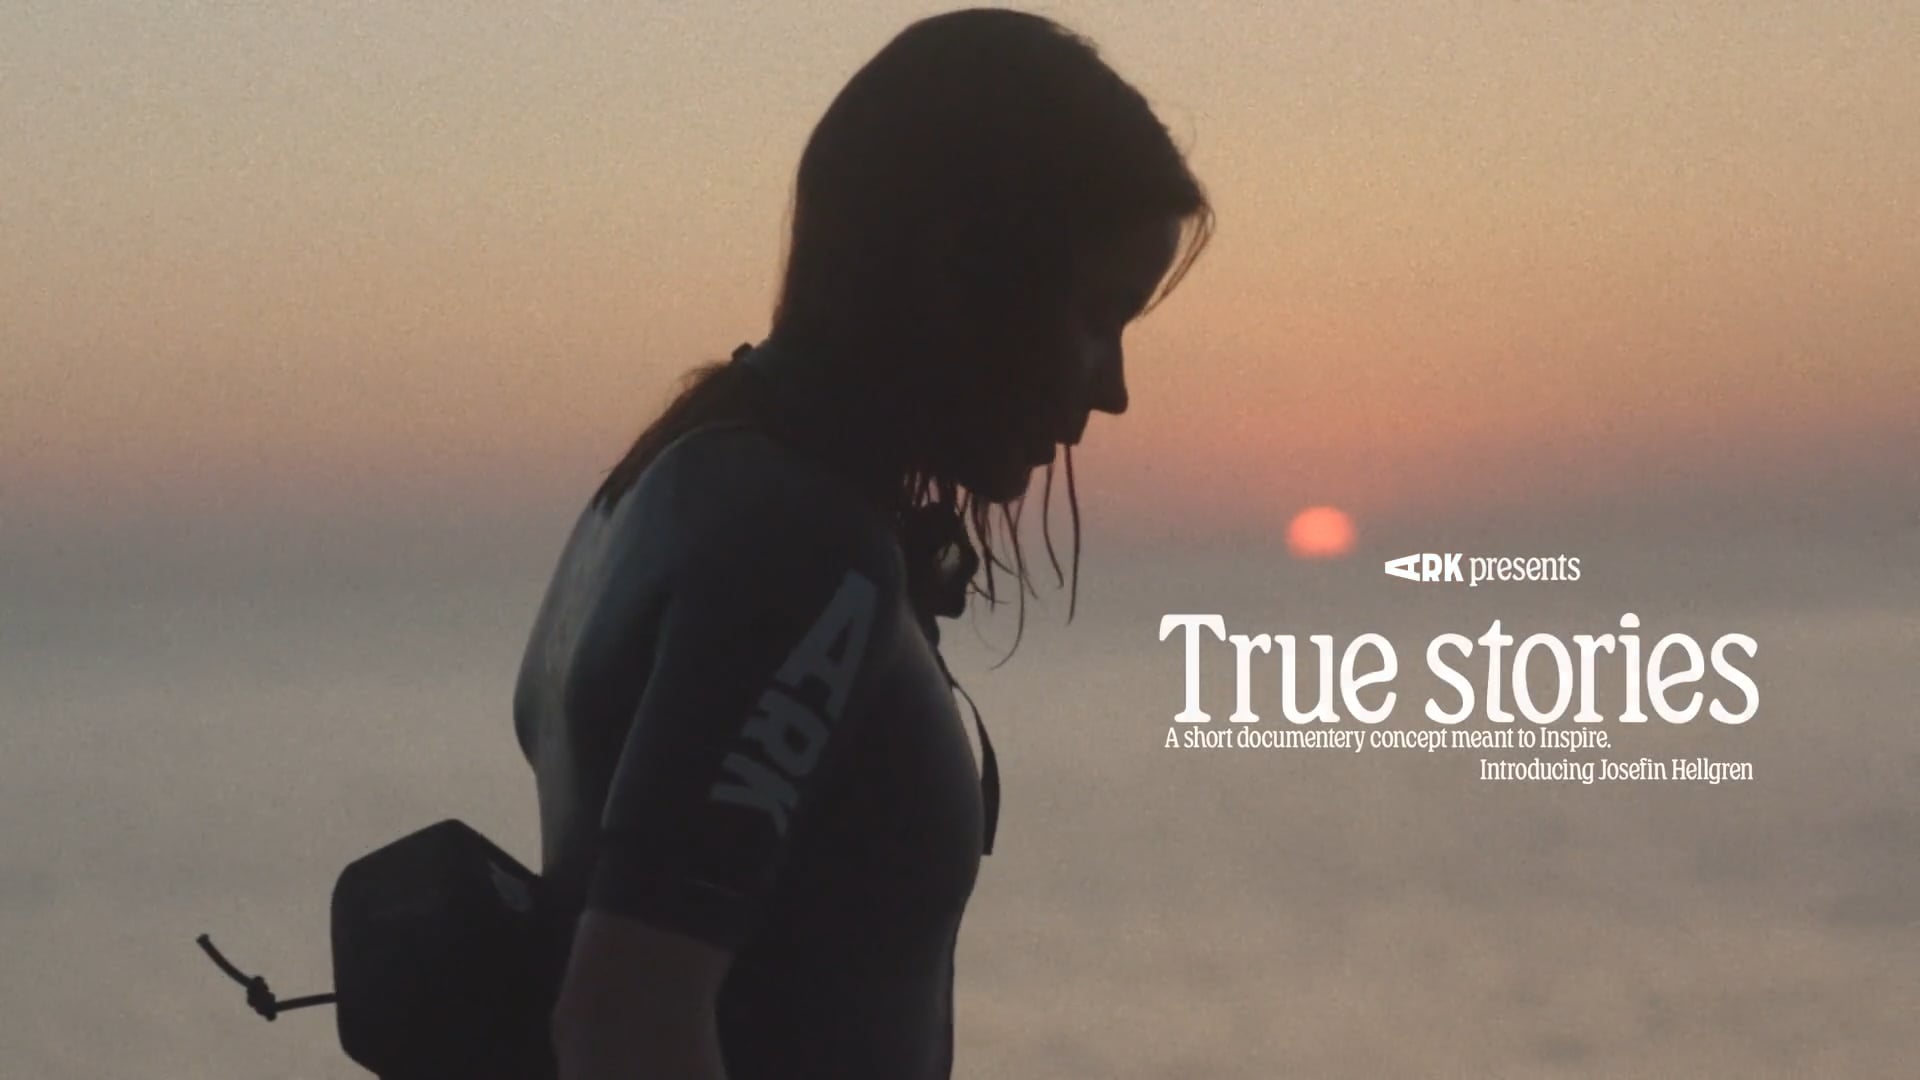 ARK presents
True stories
A short documentery concept meant to Inspire.
Introducing Josefin Hellgren
ARK